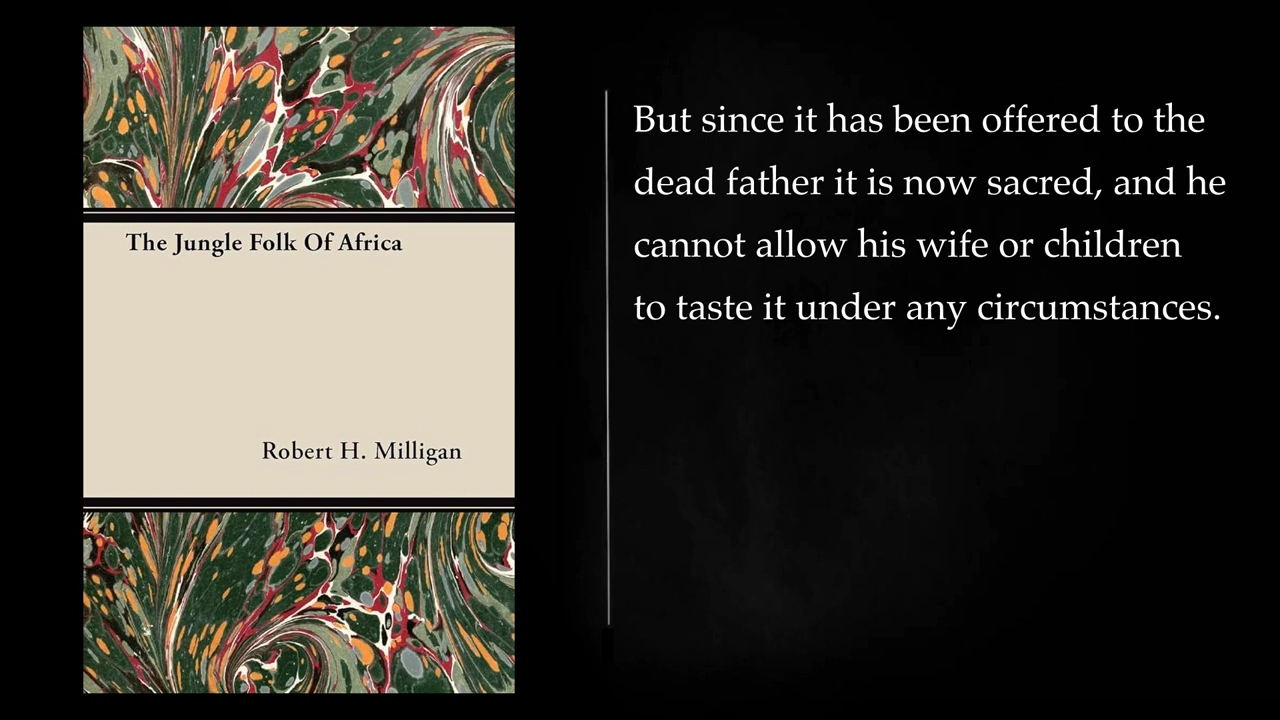 The Jungle Folk Of Africa
Robert H. Milligan
But since it has been offered to the
dead father it is now sacred, and he
cannot allow his wife or children
to taste it under any circumstances.